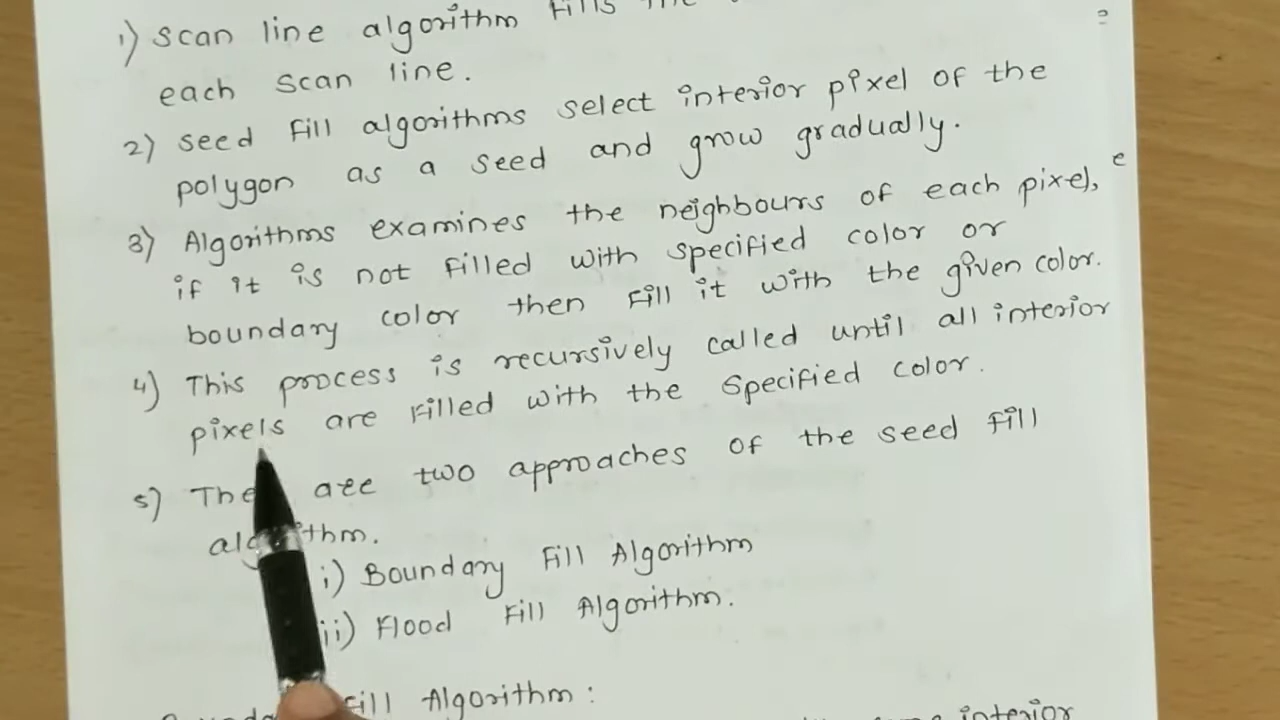 1) Scan line algorithm fills the
each scan line.
2) seed fill algorithms select interior pixel of the
polygon as a seed and grow gradually.
3) Algorithms examines the neighbours of each pixel,
if it is not filled with specified color or
boundary color then fill it with the given color.
4) This process is recursively called until all interior
pixels are filled with the specified color.
5) The are two approaches of the seed fill
algorithm.
i) Boundary Fill Algorithm
ii) Flood Fill Algorithm.
Fill Algorithm:
interior